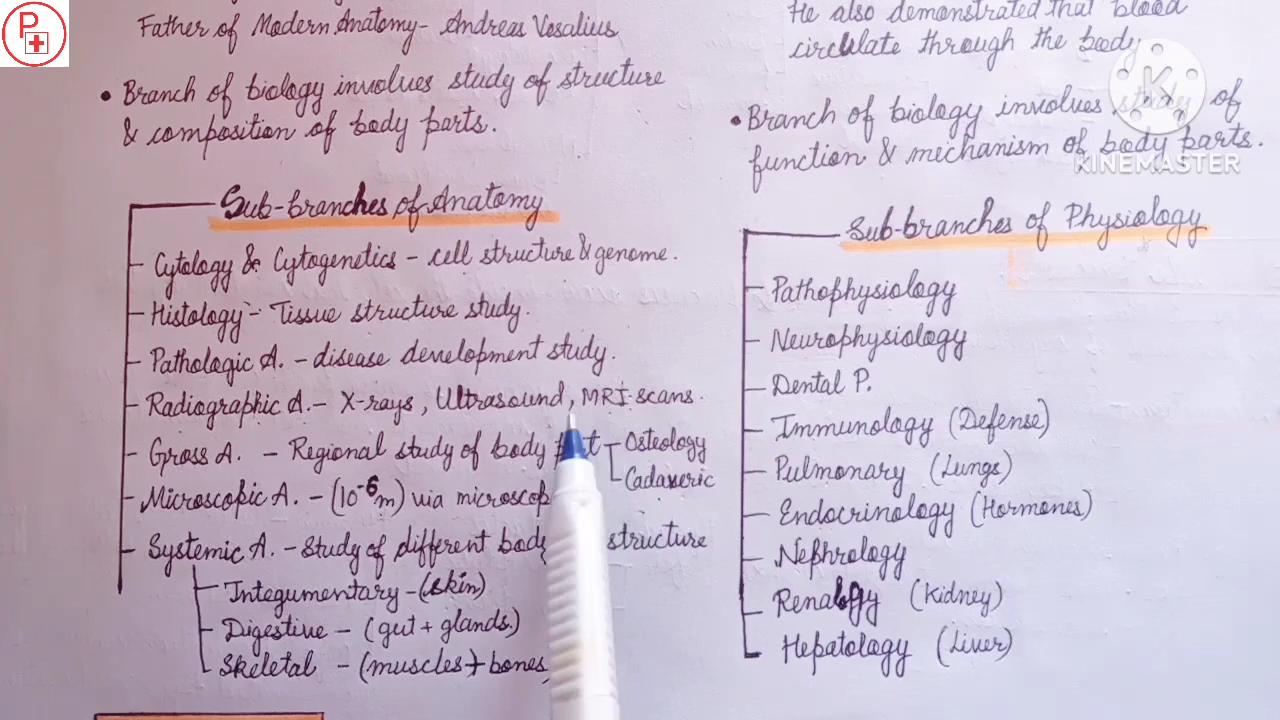 P
Father of Modern Anatomy- Andreas Vosalius
• Branch of biology involves study of structure
& composition of body parts.
Sub-branches of Anatomy
Cytology & Cytogenetics - cell structure & genome.
Histology - Tissue structure study.
Pathologic A. - disease development study.
Radiographic A. - X-rays, Ultrasound, MRI scans.
Gross A. - Regional study of body
Osteology
Cadaveric
Microscopic A. - (10-6m) via microscop
Systemic A. - Study of different body structure
Integumentary - (skin)
Digestive - (gut + glands.)
Skeletal - (muscles + bones
He also demonstrated that blood
circulate through the body
• Branch of biology involves study of
function & mechanism of body parts.
Sub-branches of Physiology
Pathophysiology
Neurophysiology
Dental P.
Immunology (Defense)
Pulmonary (Lungs)
Endocrinology (Hormones)
Nephrology
Renalogy (Kidney)
Hepatology (Liver)
K
KINEMASTER